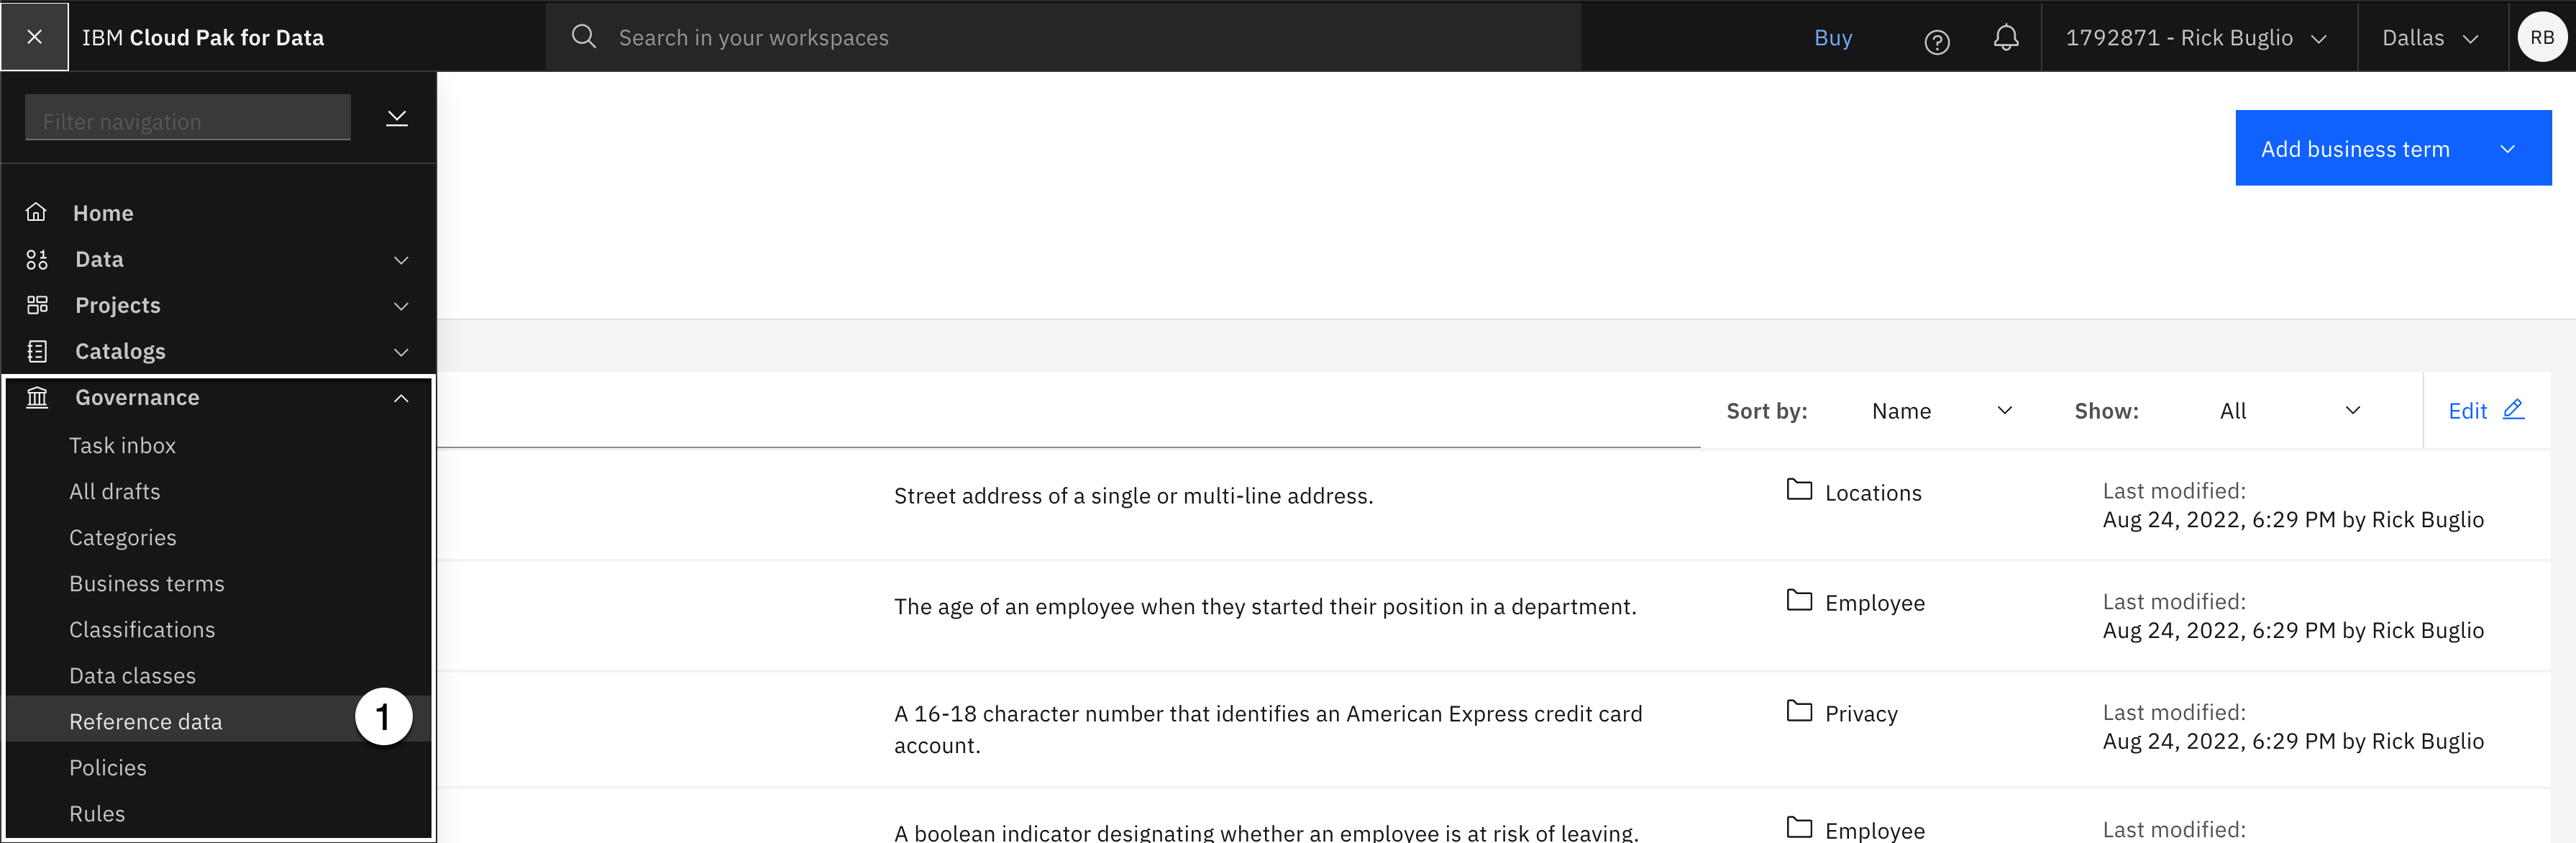 IBM Cloud Pak for Data
Search in your workspaces
Buy
1792871 - Rick Buglio
Dallas
RB
Filter navigation
Add business term
Home
Data
Projects
Catalogs
Governance
Task inbox
All drafts
Categories
Business terms
Classifications
Data classes
Reference data
1
Policies
Rules
Sort by:
Name
Show:
All
Edit
Street address of a single or multi-line address.
Locations
Last modified:
Aug 24, 2022, 6:29 PM by Rick Buglio
The age of an employee when they started their position in a department.
Employee
Last modified:
Aug 24, 2022, 6:29 PM by Rick Buglio
A 16-18 character number that identifies an American Express credit card
account.
Privacy
Last modified:
Aug 24, 2022, 6:29 PM by Rick Buglio
A boolean indicator designating whether an employee is at risk of leaving.
Employee
Last modified: